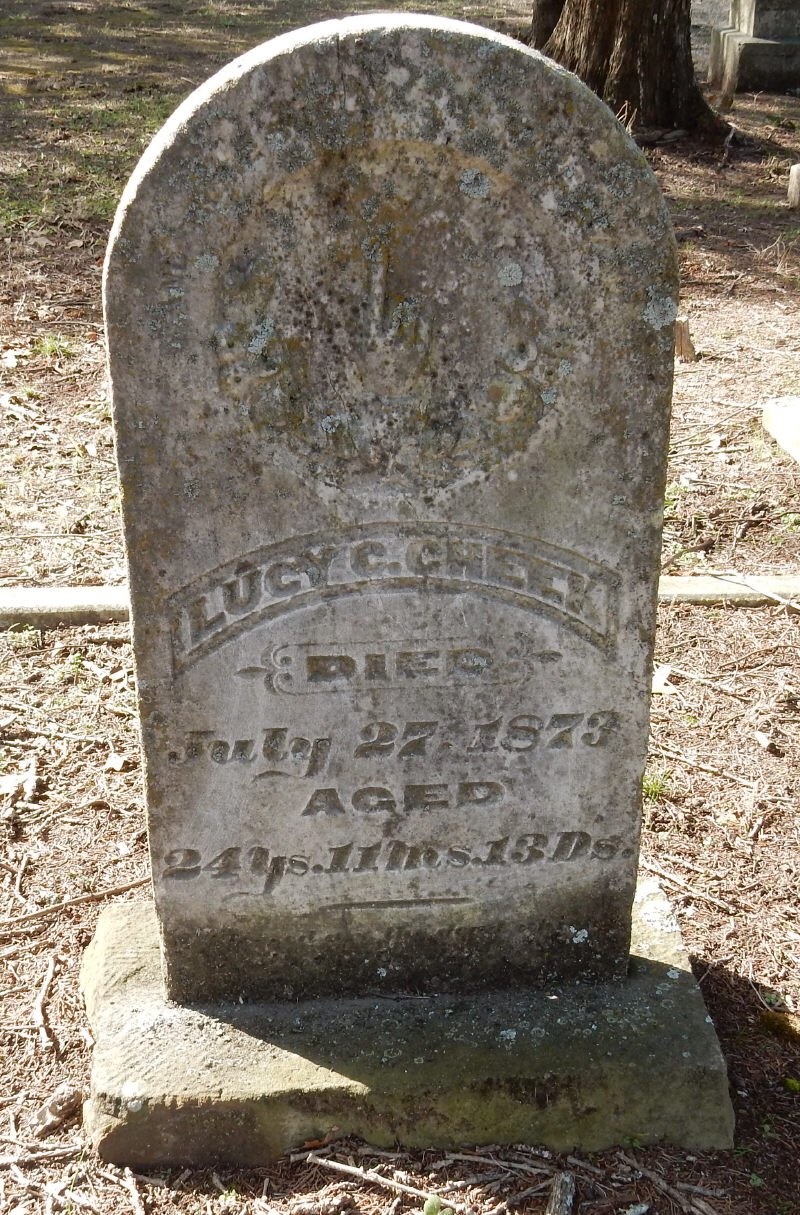 LUCY C. CHEEK
DIED
July 27. 1873
AGED
24 Ys. 11 Ms. 13 Ds.